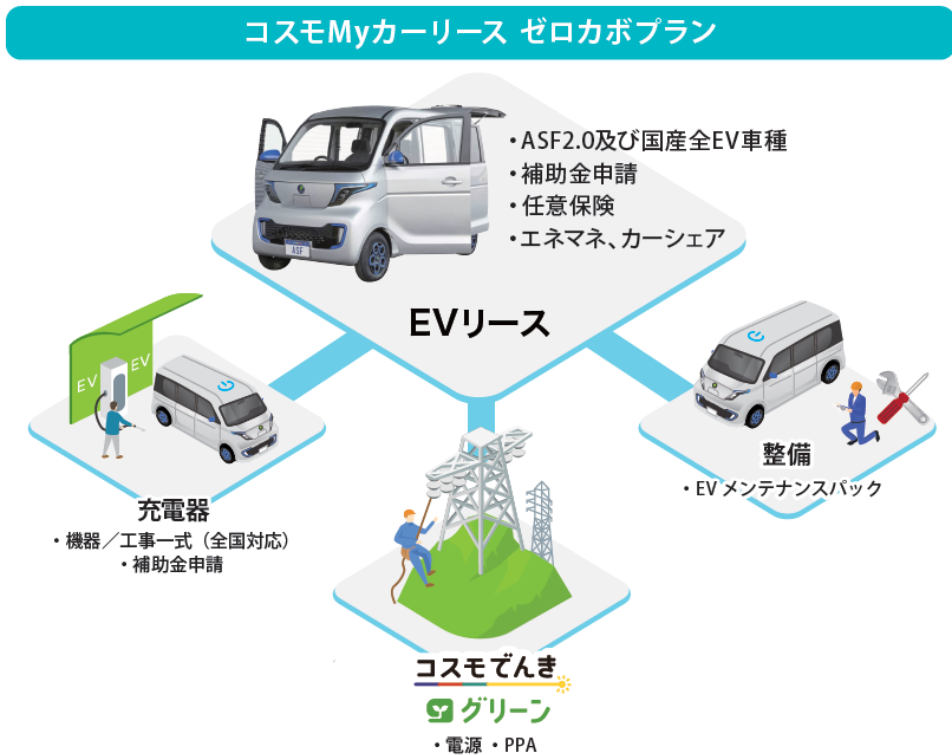 コスモMyカーリース ゼロカボプラン
・ASF2.0及び国産全EV車種
・補助金申請
・任意保険
・エネマネ、カーシェア
ASF
EVリース
EV
EV
充電器
・機器／工事一式（全国対応）
・補助金申請
整備
・EVメンテナンスパック
コスモでんき
グリーン
・電源 ・PPA